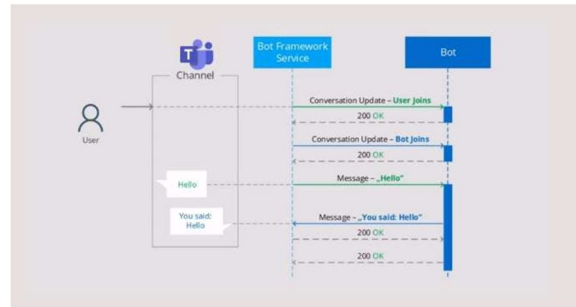 Bot Framework
Service
Bot
T
Channel
User
Conversation Update – User Joins
200 OK
Conversation Update – Bot Joins
200 OK
Message – „Hello"
Hello
You said:
Hello
Message – „You said: Hello"
200 OK
200 OK